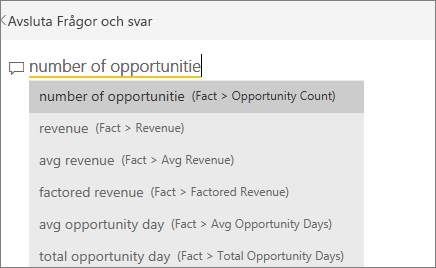 Avsluta Frågor och svar
number of opportunitie
number of opportunitie (Fact > Opportunity Count)
revenue (Fact > Revenue)
avg revenue (Fact > Avg Revenue)
factored revenue (Fact > Factored Revenue)
avg opportunity day (Fact > Avg Opportunity Days)
total opportunity day (Fact > Total Opportunity Days)